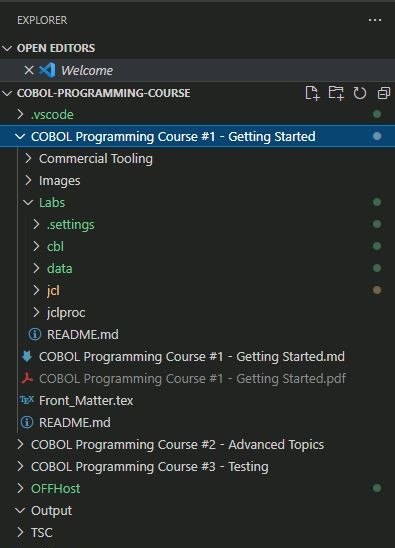 EXPLORER
OPEN EDITORS
Welcome
COBOL-PROGRAMMING-COURSE
.vscode
COBOL Programming Course #1 - Getting Started
Commercial Tooling
Images
Labs
.settings
cbl
data
jcl
jclproc
README.md
COBOL Programming Course #1 - Getting Started.md
COBOL Programming Course #1 - Getting Started.pdf
TEX Front_Matter.tex
README.md
COBOL Programming Course #2 - Advanced Topics
COBOL Programming Course #3 - Testing
OFFHost
Output
TSC